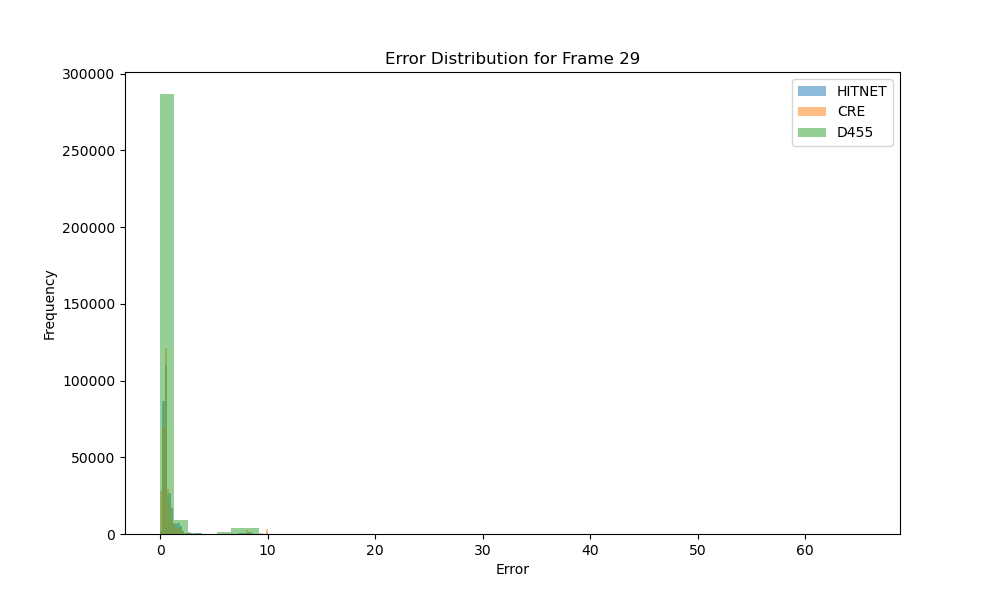 Error Distribution for Frame 29
HITNET
CRE
D455
300000
250000
200000
150000
100000
50000
0
Frequency
0 10 20 30 40 50 60
Error